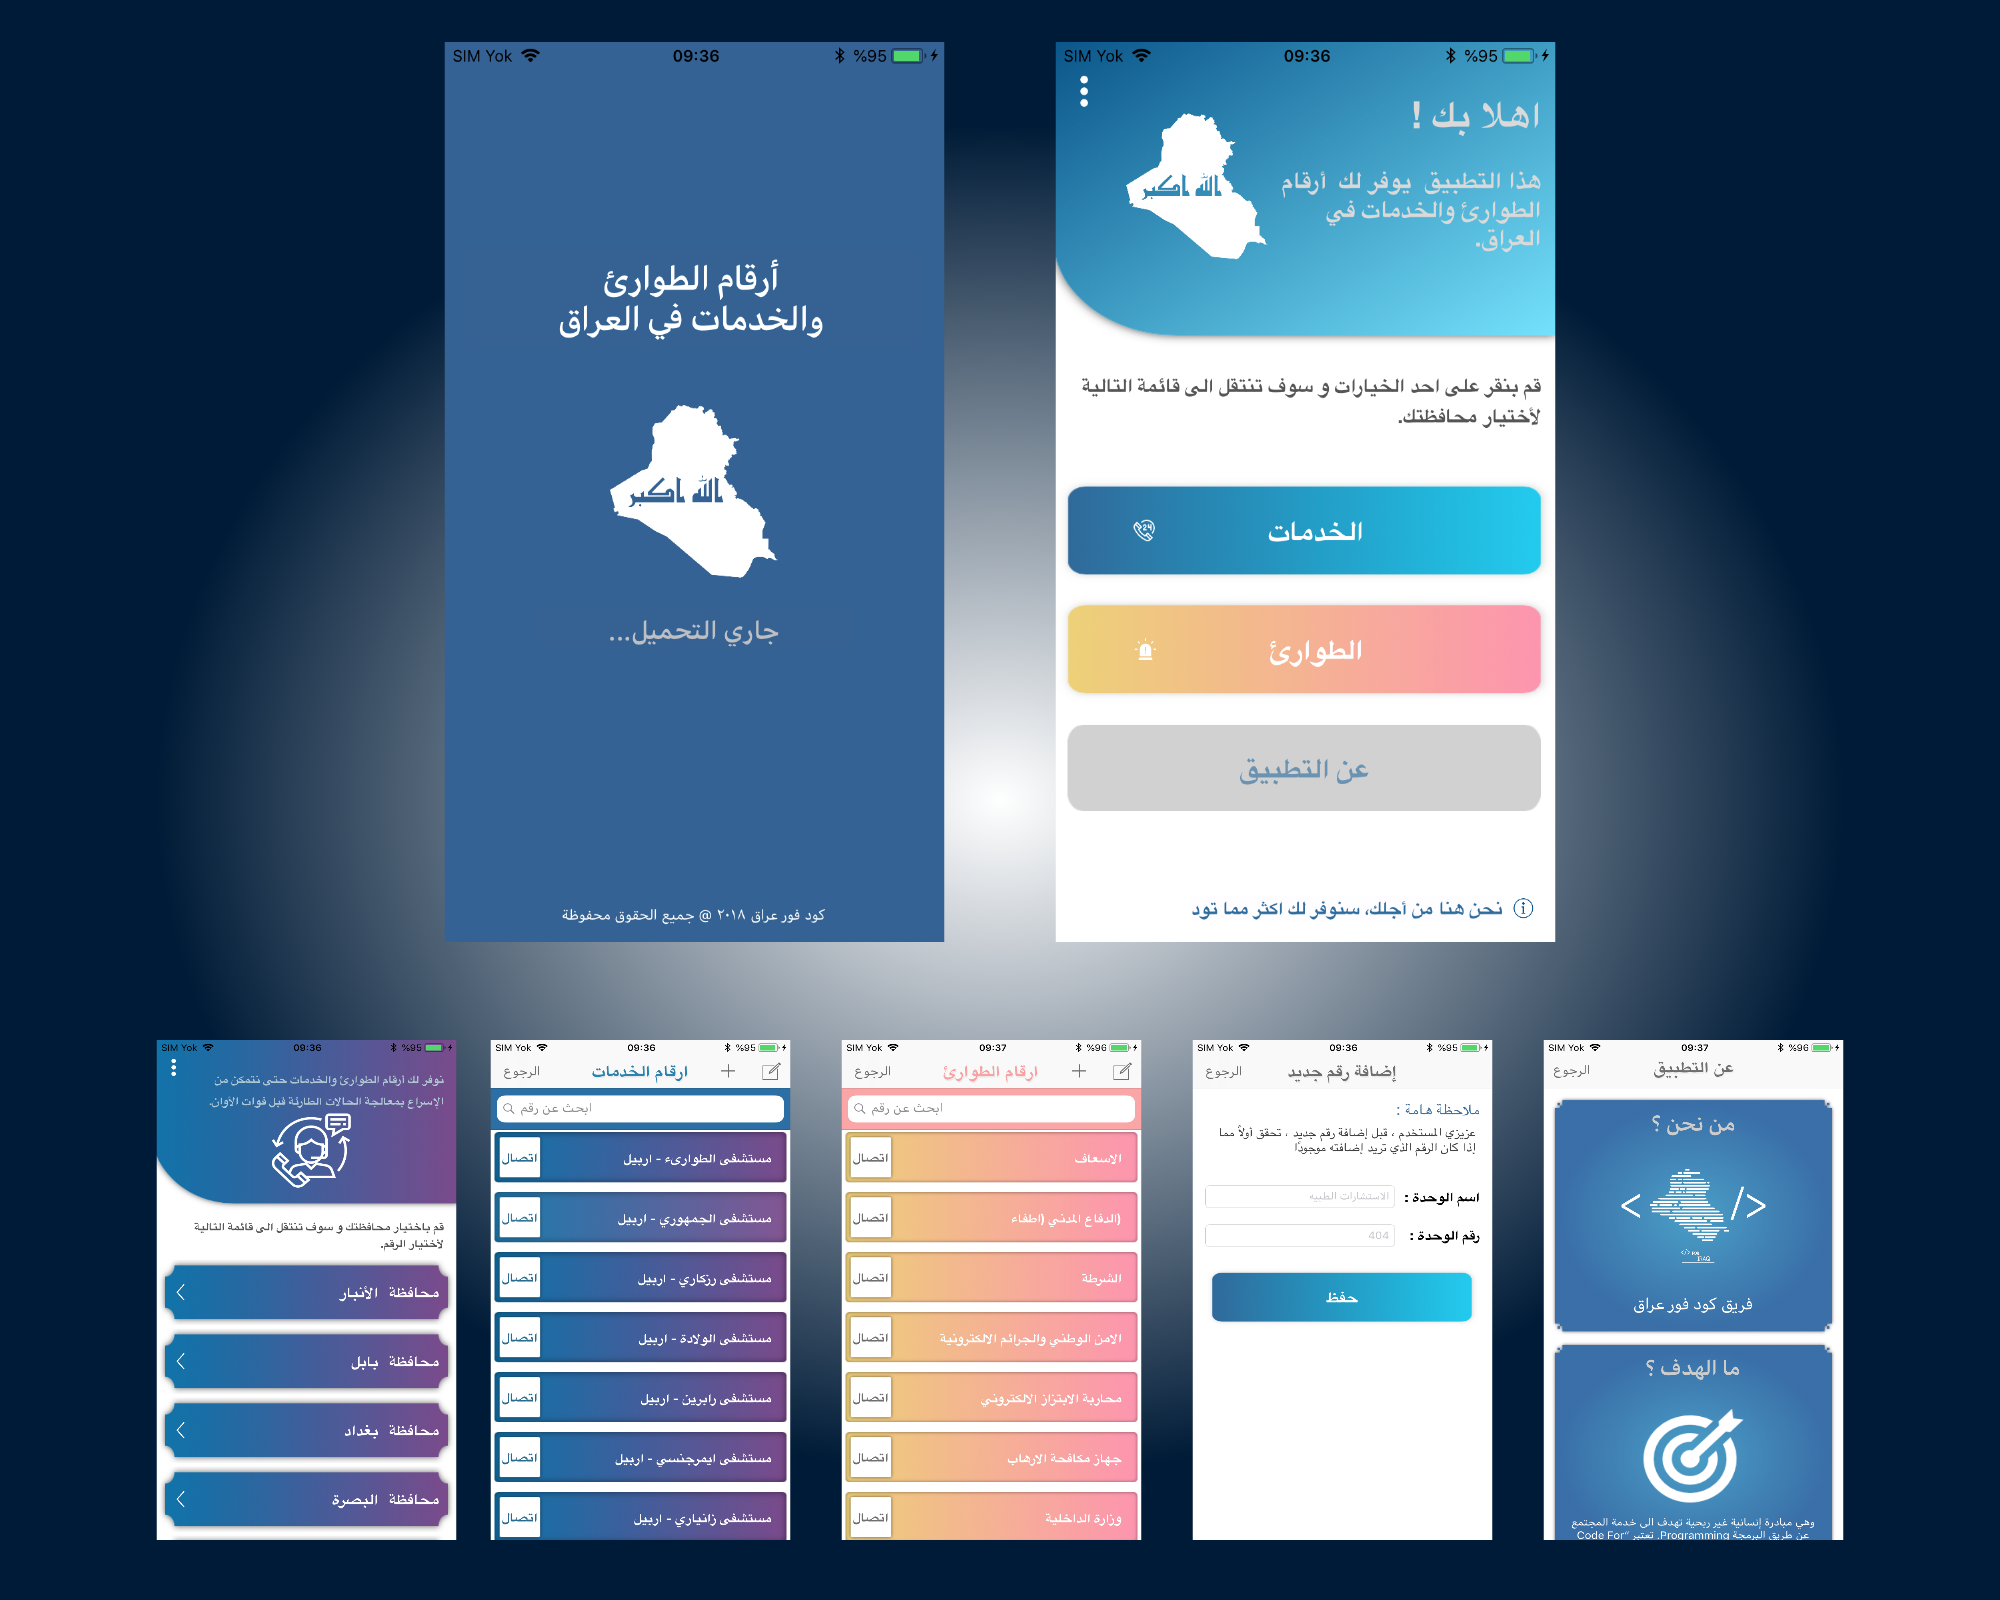 SIM Yok 09:36 %95
أرقام الطوارئ
والخدمات في العراق
الله اكبر
جاري التحميل...
كود فور عراق ٢٠١٨ @ جميع الحقوق محفوظة
SIM Yok 09:36 %95
اهلا بك !
هذا التطبيق يوفر لك أرقام
الطوارئ والخدمات في
العراق.
الله اكبر
قم بنقر على احد الخيارات و سوف تنتقل الى قائمة التالية
لأختيار محافظتك.
الخدمات
24
الطوارئ
عن التطبيق
نحن هنا من أجلك، سنوفر لك اكثر مما تود
SIM Yok 09:36 %95
نوفر لك أرقام الطوارئ والخدمات حتى نتمكن من
الإسراع بمعالجة الحالات الطارئة قبل فوات الأوان.
قم باختيار محافظتك و سوف تنتقل الى قائمة التالية
لأختيار الرقم.
محافظة الأنبار
محافظة بابل
محافظة بغداد
محافظة البصرة
SIM Yok 09:36 %95
الرجوع ارقام الخدمات
ابحث عن رقم
مستشفى الطوارىء - اربيل اتصال
مستشفى الجمهوري - اربيل اتصال
مستشفى رزكاري - اربيل اتصال
مستشفى الولادة - اربيل اتصال
مستشفى رابرين - اربيل اتصال
مستشفى ايمرجنسي - اربيل اتصال
مستشفى زانياري - اربيل اتصال
SIM Yok 09:37 %96
الرجوع ارقام الطوارئ
ابحث عن رقم
الاسعاف اتصال
(الدفاع المدني (اطفاء اتصال
الشرطة اتصال
الامن الوطني والجرائم الالكترونية اتصال
محاربة الابتزاز الالكتروني اتصال
جهاز مكافحة الارهاب اتصال
وزارة الداخلية اتصال
SIM Yok 09:36 %95
الرجوع إضافة رقم جديد
ملاحظة هامة :
عزيزي المستخدم ، قبل إضافة رقم جديد ، تحقق أولاً مما
إذا كان الرقم الذي تريد إضافته موجودًا
اسم الوحدة : الاستشارات الطبيه
رقم الوحدة : 404
حفظ
SIM Yok 09:37 %96
الرجوع عن التطبيق
من نحن ؟
< />
IRAQ
فريق كود فور عراق
ما الهدف ؟
وهي مبادرة إنسانية غير ربحية تهدف الى خدمة المجتمع
عن طريق البرمجة Programming. تعتبر "Code For